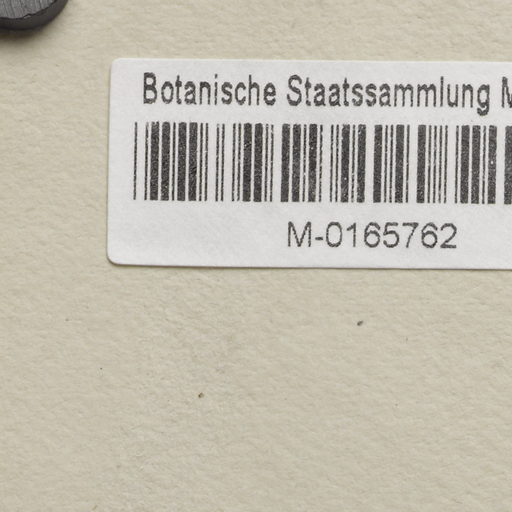 Botanische Staatssammlung M
M-0165762